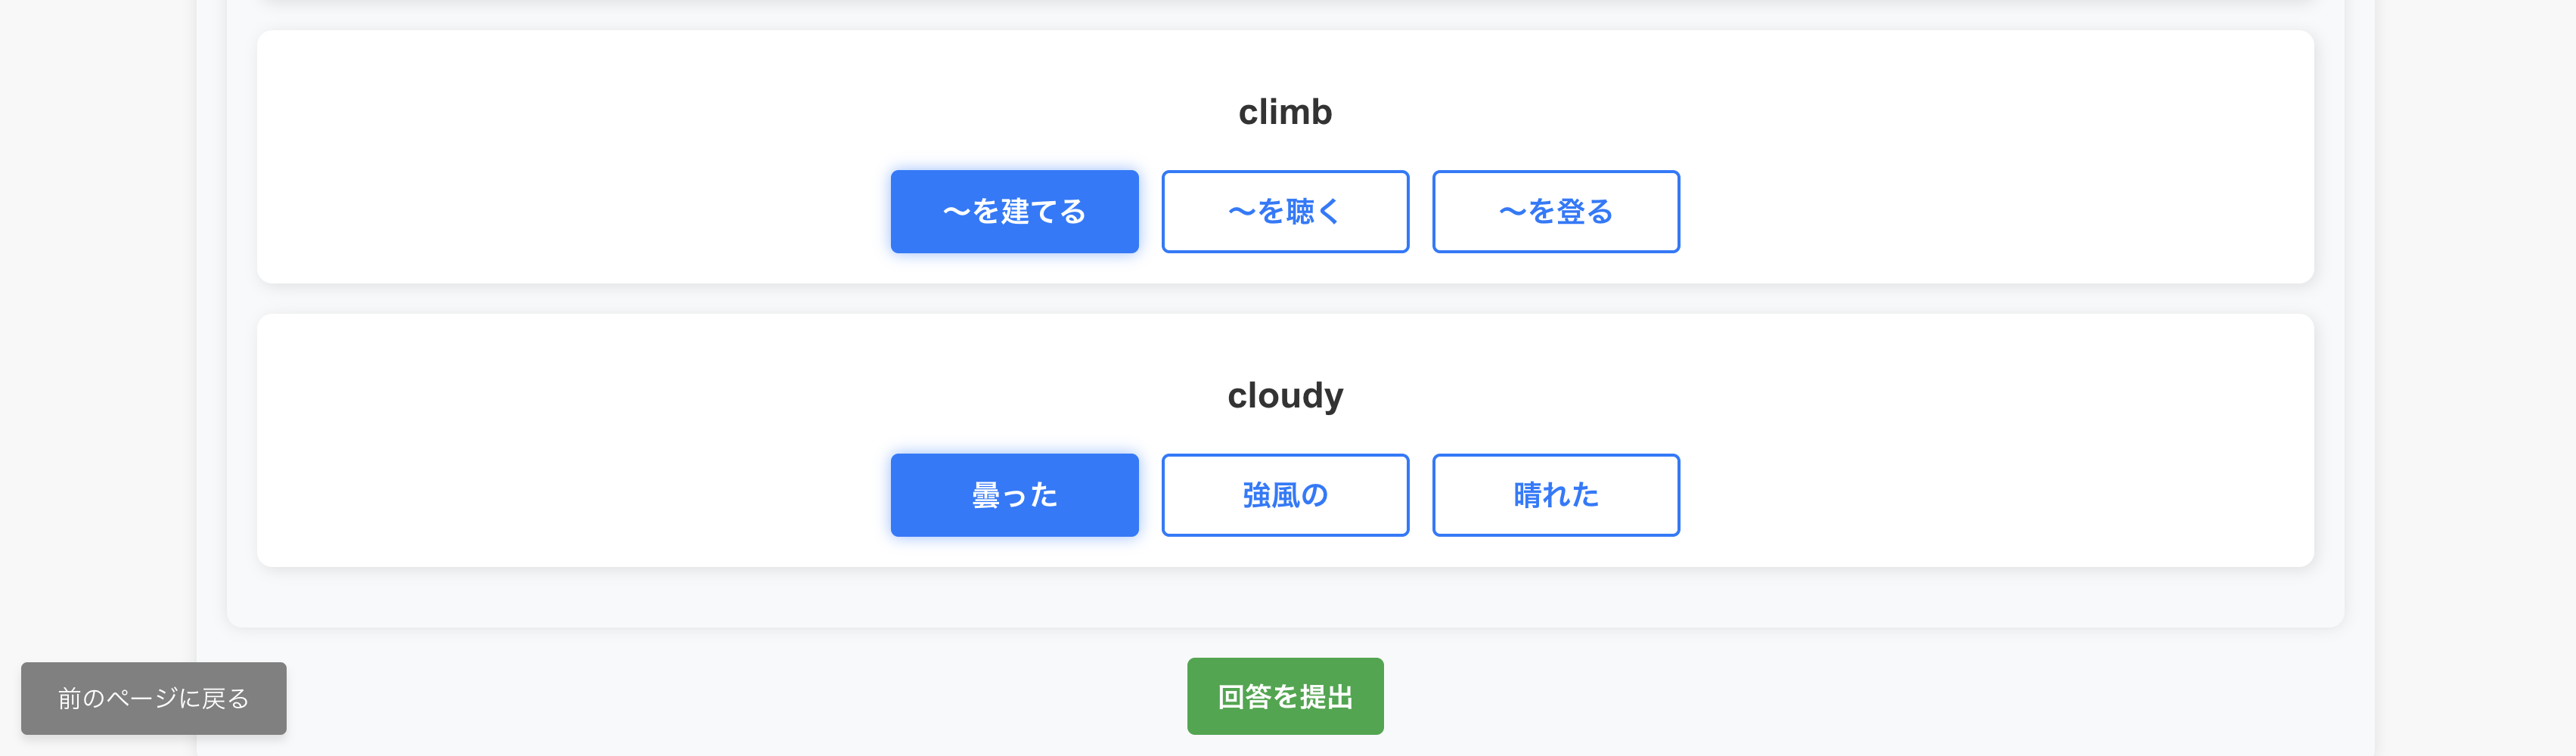 climb
～を建てる ～を聴く ～を登る
cloudy
曇った 強風の 晴れた
前のページに戻る
回答を提出